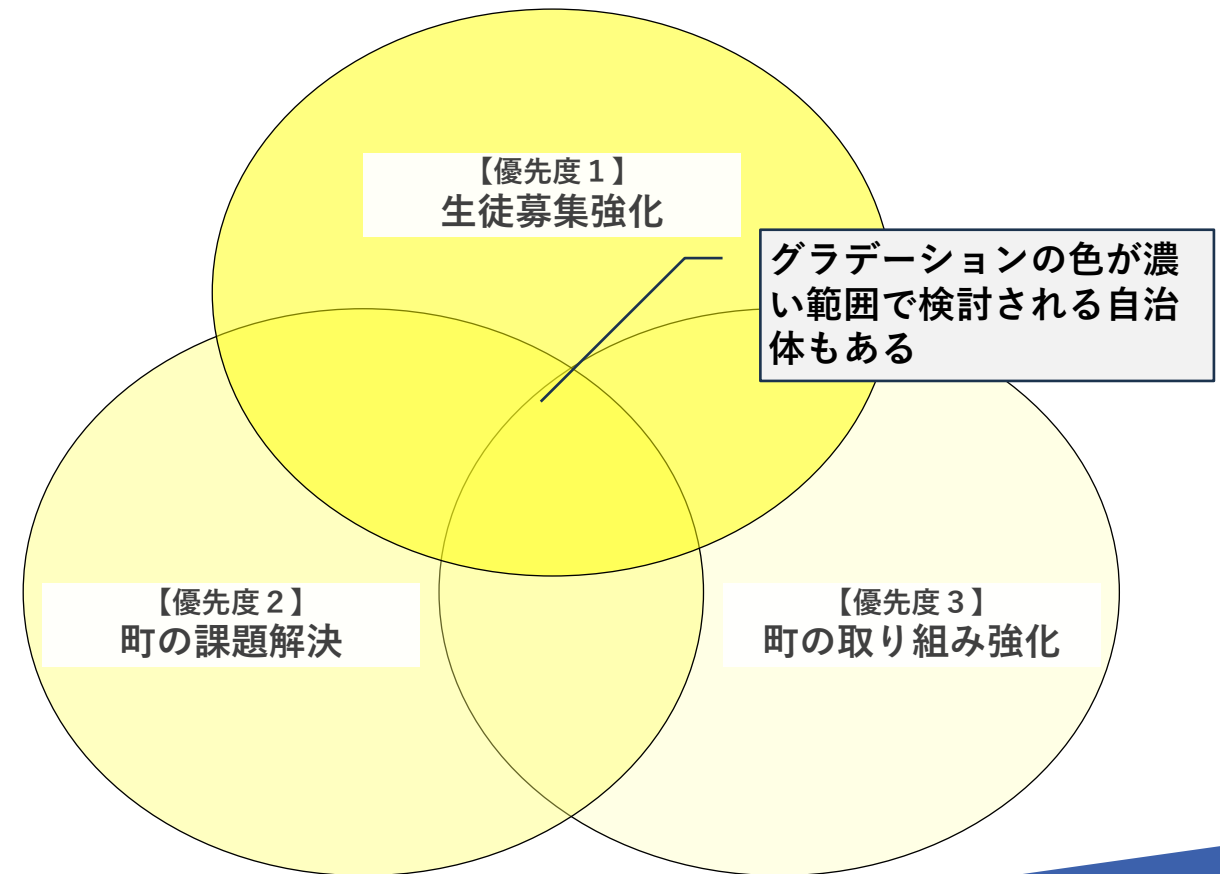 【優先度１】
生徒募集強化
グラデーションの色が濃
い範囲で検討される自治
体もある
【優先度２】
町の課題解決
【優先度３】
町の取り組み強化